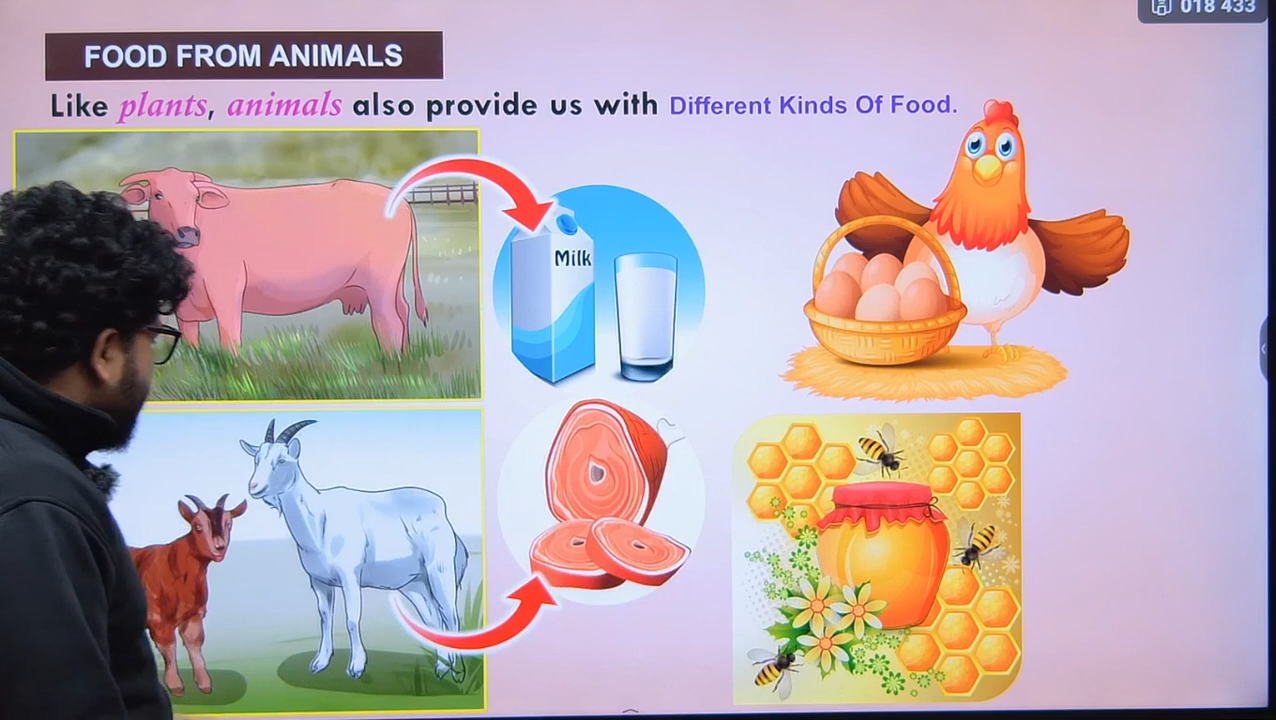 018 433
FOOD FROM ANIMALS
Like plants, animals also provide us with Different Kinds Of Food.
Milk